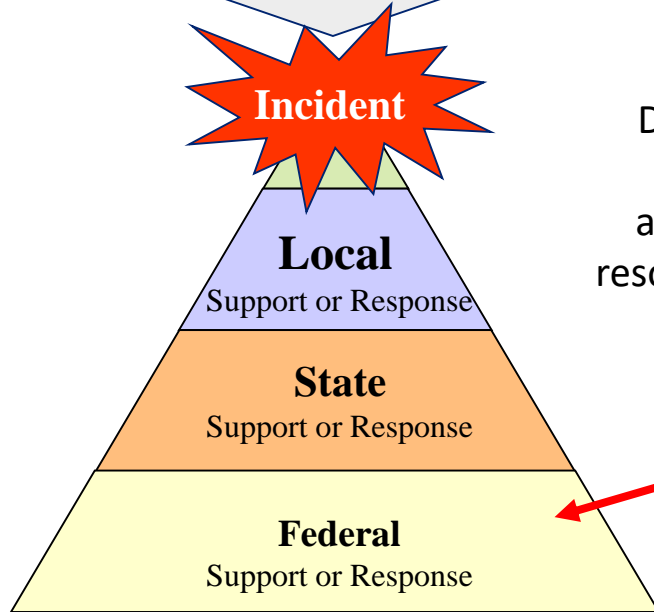 Incident
Local
Support or Response
State
Support or Response
Federal
Support or Response